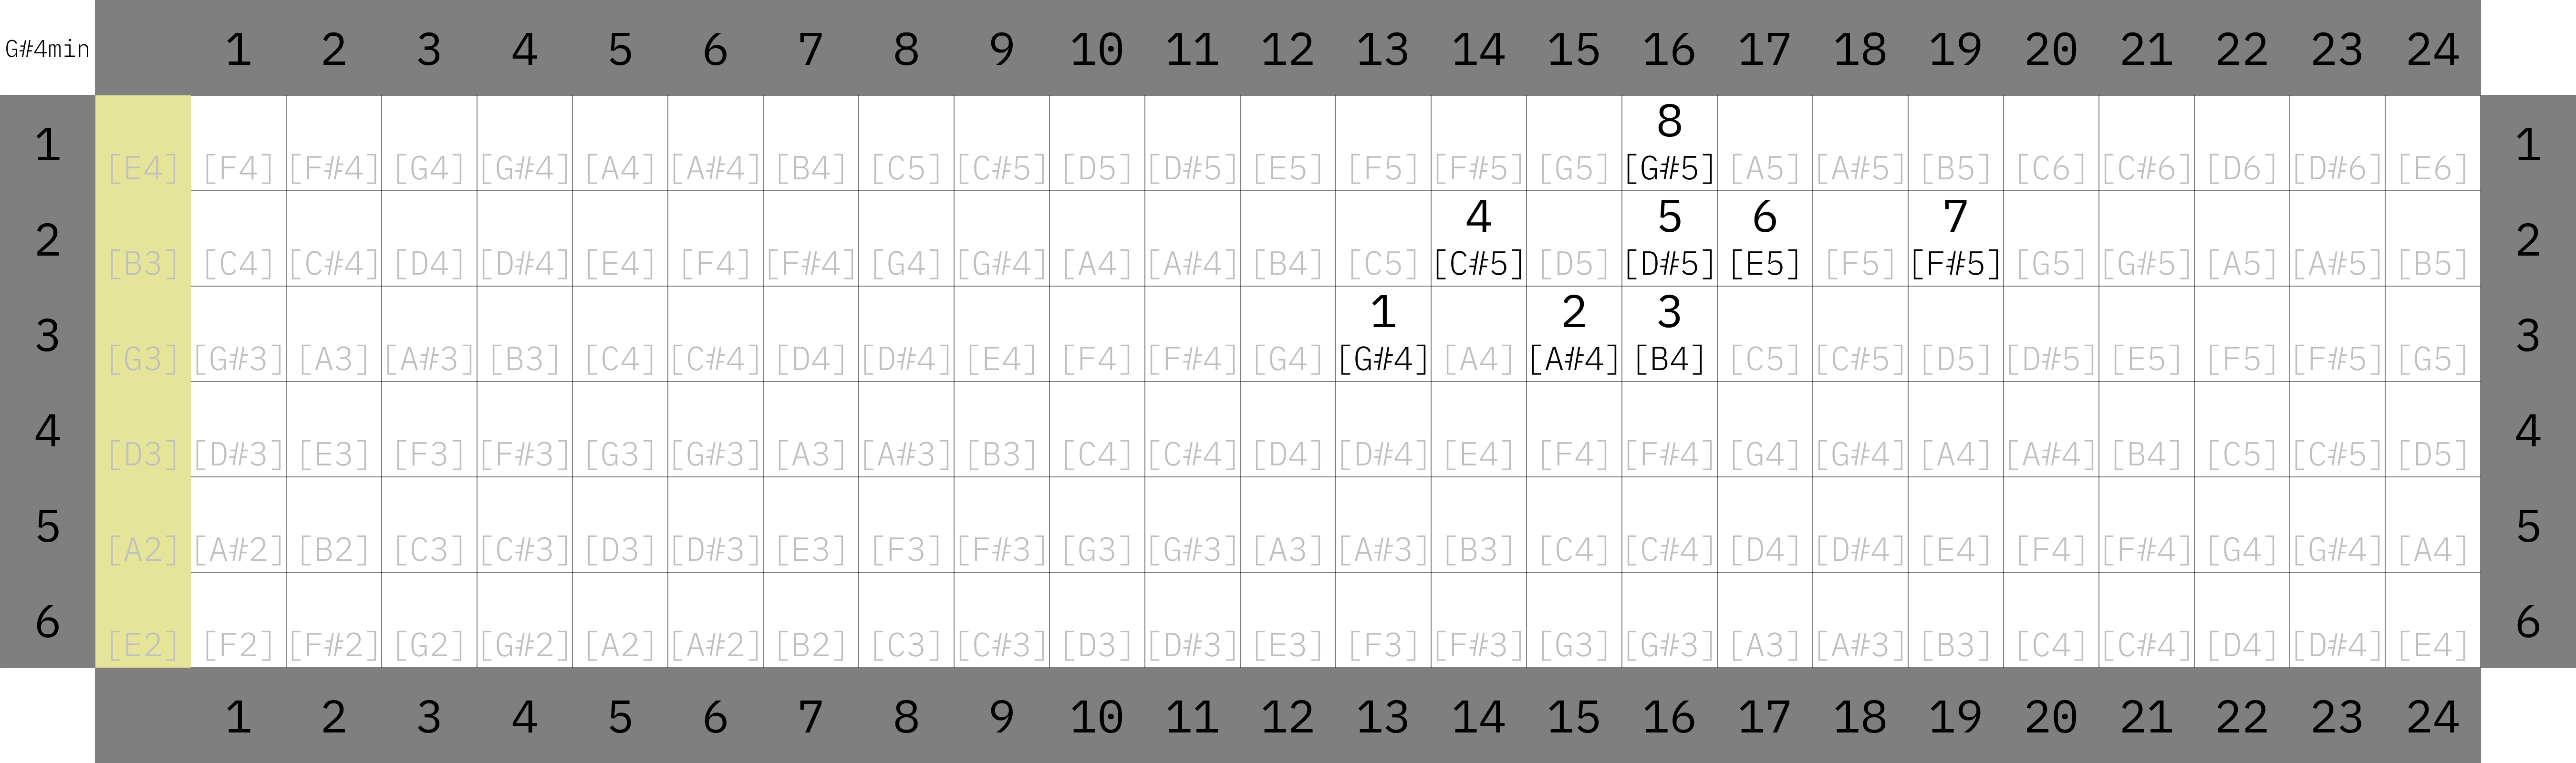 G#4min 1 2 3 4 5 6 7 8 9 10 11 12 13 14 15 16 17 18 19 20 21 22 23 24
8
1 [E4] [F4] [F#4] [G4] [G#4] [A4] [A#4] [B4] [C5] [C#5] [D5] [D#5] [E5] [F5] [F#5] [G5] [G#5] [A5] [A#5] [B5] [C6] [C#6] [D6] [D#6] [E6] 1
4 5 6 7
2 [B3] [C4] [C#4] [D4] [D#4] [E4] [F4] [F#4] [G4] [G#4] [A4] [A#4] [B4] [C5] [C#5] [D5] [D#5] [E5] [F5] [F#5] [G5] [G#5] [A5] [A#5] [B5] 2
1 2 3
3 [G3] [G#3] [A3] [A#3] [B3] [C4] [C#4] [D4] [D#4] [E4] [F4] [F#4] [G4] [G#4] [A4] [A#4] [B4] [C5] [C#5] [D5] [D#5] [E5] [F5] [F#5] [G5] 3
4 [D3] [D#3] [E3] [F3] [F#3] [G3] [G#3] [A3] [A#3] [B3] [C4] [C#4] [D4] [D#4] [E4] [F4] [F#4] [G4] [G#4] [A4] [A#4] [B4] [C5] [C#5] [D5] 4
5 [A2] [A#2] [B2] [C3] [C#3] [D3] [D#3] [E3] [F3] [F#3] [G3] [G#3] [A3] [A#3] [B3] [C4] [C#4] [D4] [D#4] [E4] [F4] [F#4] [G4] [G#4] [A4] 5
6 [E2] [F2] [F#2] [G2] [G#2] [A2] [A#2] [B2] [C3] [C#3] [D3] [D#3] [E3] [F3] [F#3] [G3] [G#3] [A3] [A#3] [B3] [C4] [C#4] [D4] [D#4] [E4] 6
1 2 3 4 5 6 7 8 9 10 11 12 13 14 15 16 17 18 19 20 21 22 23 24